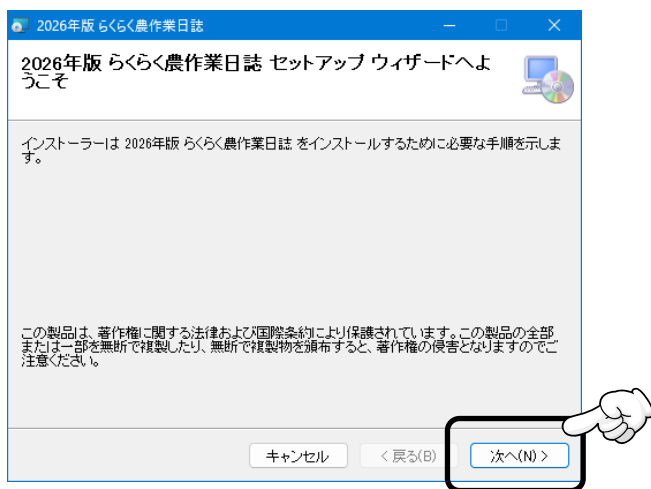 2026年版 らくらく農作業日誌
2026年版 らくらく農作業日誌 セットアップ ウィザードへよ
うこそ
インストーラーは 2026年版 らくらく農作業日誌 をインストールするために必要な手順を示しま
す。
この製品は、著作権に関する法律および国際条約により保護されています。この製品の全部
または一部を無断で複製したり、無断で複製物を頒布すると、著作権の侵害となりますのでご
注意ください。
キャンセル < 戻る(B) 次へ(N) >